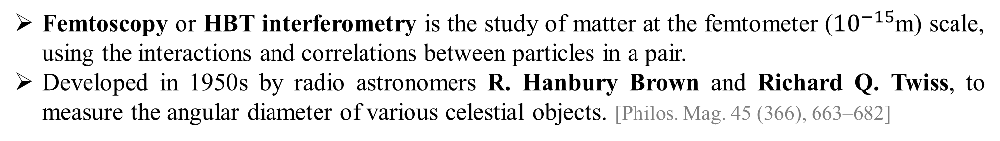 ➢ Femtoscopy or HBT interferometry is the study of matter at the femtometer (10⁻¹⁵m) scale,
using the interactions and correlations between particles in a pair.
➢ Developed in 1950s by radio astronomers R. Hanbury Brown and Richard Q. Twiss, to
measure the angular diameter of various celestial objects. [Philos. Mag. 45 (366), 663–682]